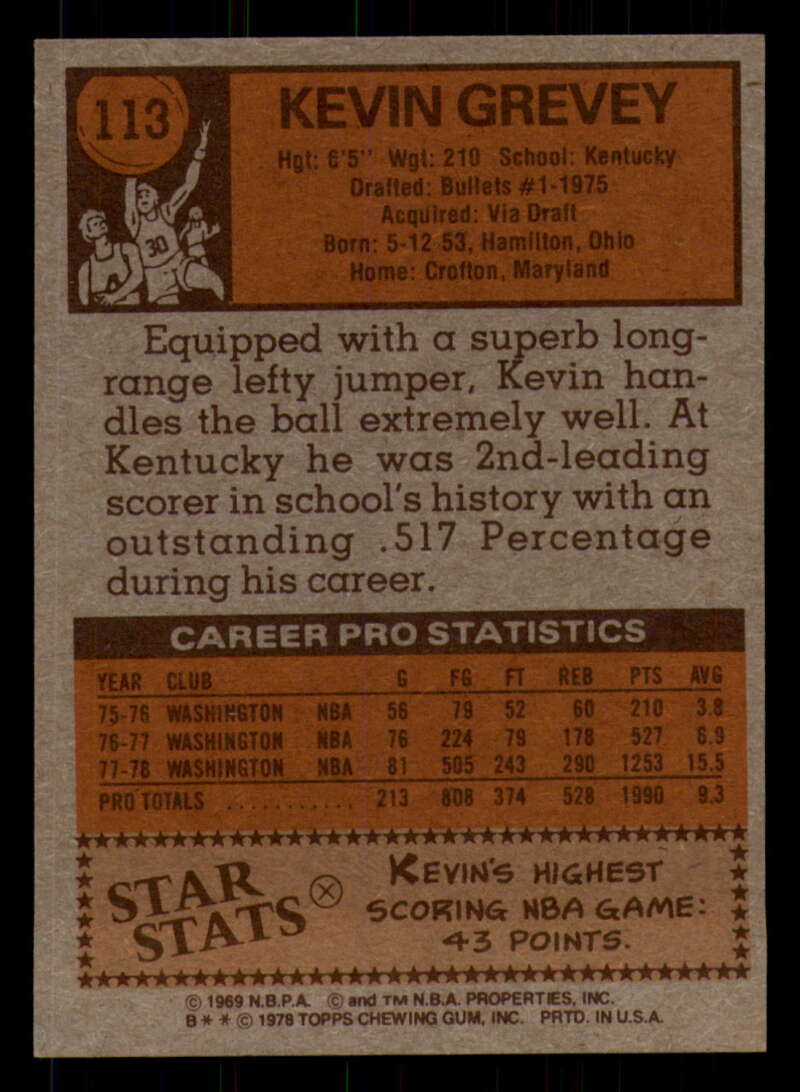 113
KEVIN GREVEY
Hgt: 6'5" Wgt: 210 School: Kentucky
Drafted: Bullets #1-1975
Acquired: Via Draft
Born: 5-12 53, Hamilton, Ohio
Home: Crofton, Maryland
30
Equipped with a superb long-
range lefty jumper, Kevin han-
dles the ball extremely well. At
Kentucky he was 2nd-leading
scorer in school's history with an
outstanding .517 Percentage
during his career.
CAREER PRO STATISTICS
YEAR CLUB G FG FT REB PTS AVG
75-76 WASHINGTON NBA 56 79 52 60 210 3.8
76-77 WASHINGTON NBA 76 224 79 178 527 6.9
77-78 WASHINGTON NBA 81 505 243 290 1253 15.5
PRO TOTALS ............ 213 808 374 528 1990 9.3
STAR STATS
KEVIN'S HIGHEST
SCORING NBA GAME:
43 POINTS.
© 1969 N.B.P.A. © and TM N.B.A. PROPERTIES, INC.
B * * © 1978 TOPPS CHEWING GUM, INC. PRTD. IN U.S.A.